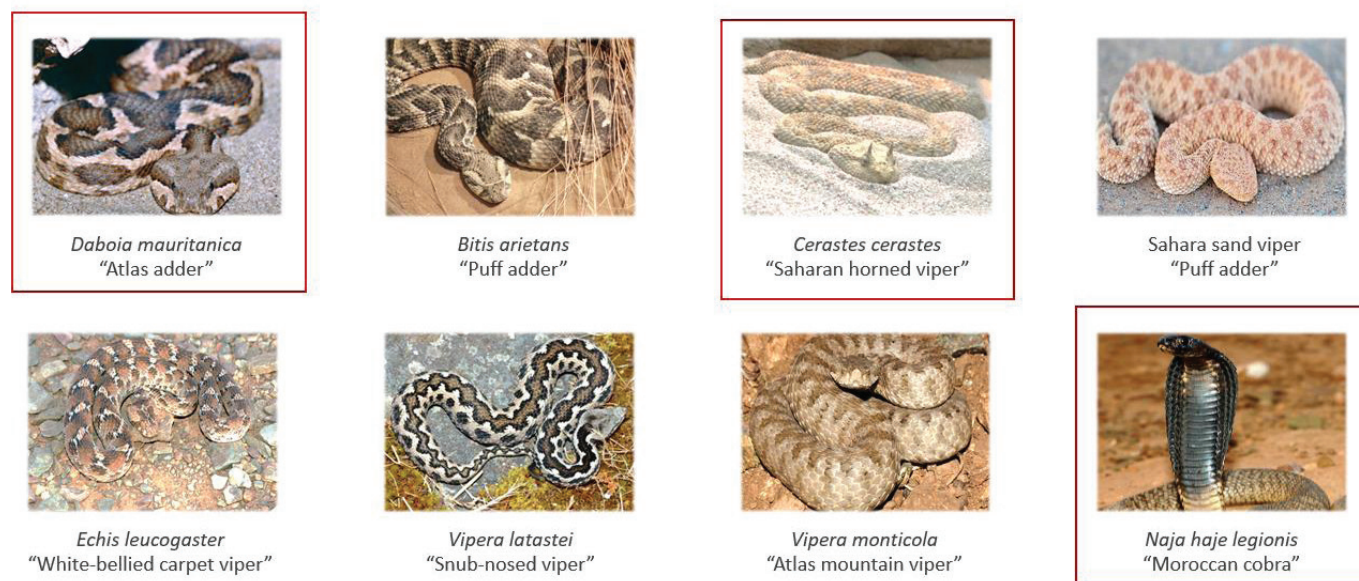 Daboia mauritanica
“Atlas adder”
Bitis arietans
“Puff adder”
Cerastes cerastes
“Saharan horned viper”
Sahara sand viper
“Puff adder”
Echis leucogaster
“White-bellied carpet viper”
Vipera latastei
“Snub-nosed viper”
Vipera monticola
“Atlas mountain viper”
Naja haje legionis
“Moroccan cobra”